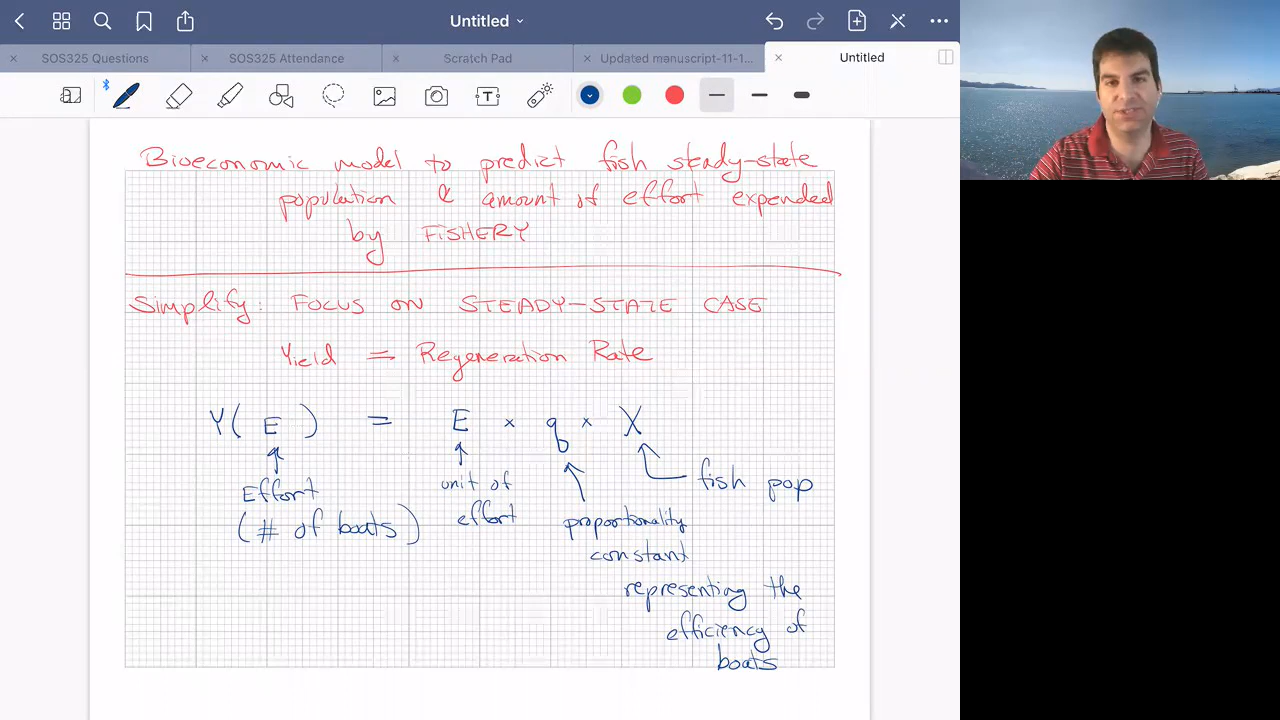 Untitled
SOS325 Questions
SOS325 Attendance
Scratch Pad
Updated manuscript-11-1...
Untitled
Bioeconomic model to predict fish steady-state
population & amount of effort expended
by FISHERY
Simplify: FOCUS ON STEADY-STATE CASE
Yield = Regeneration Rate
Y( E ) = E × q × X
Effort
(# of boats)
unit of
effort
proportionality
constant
representing the
efficiency of
boats
fish pop